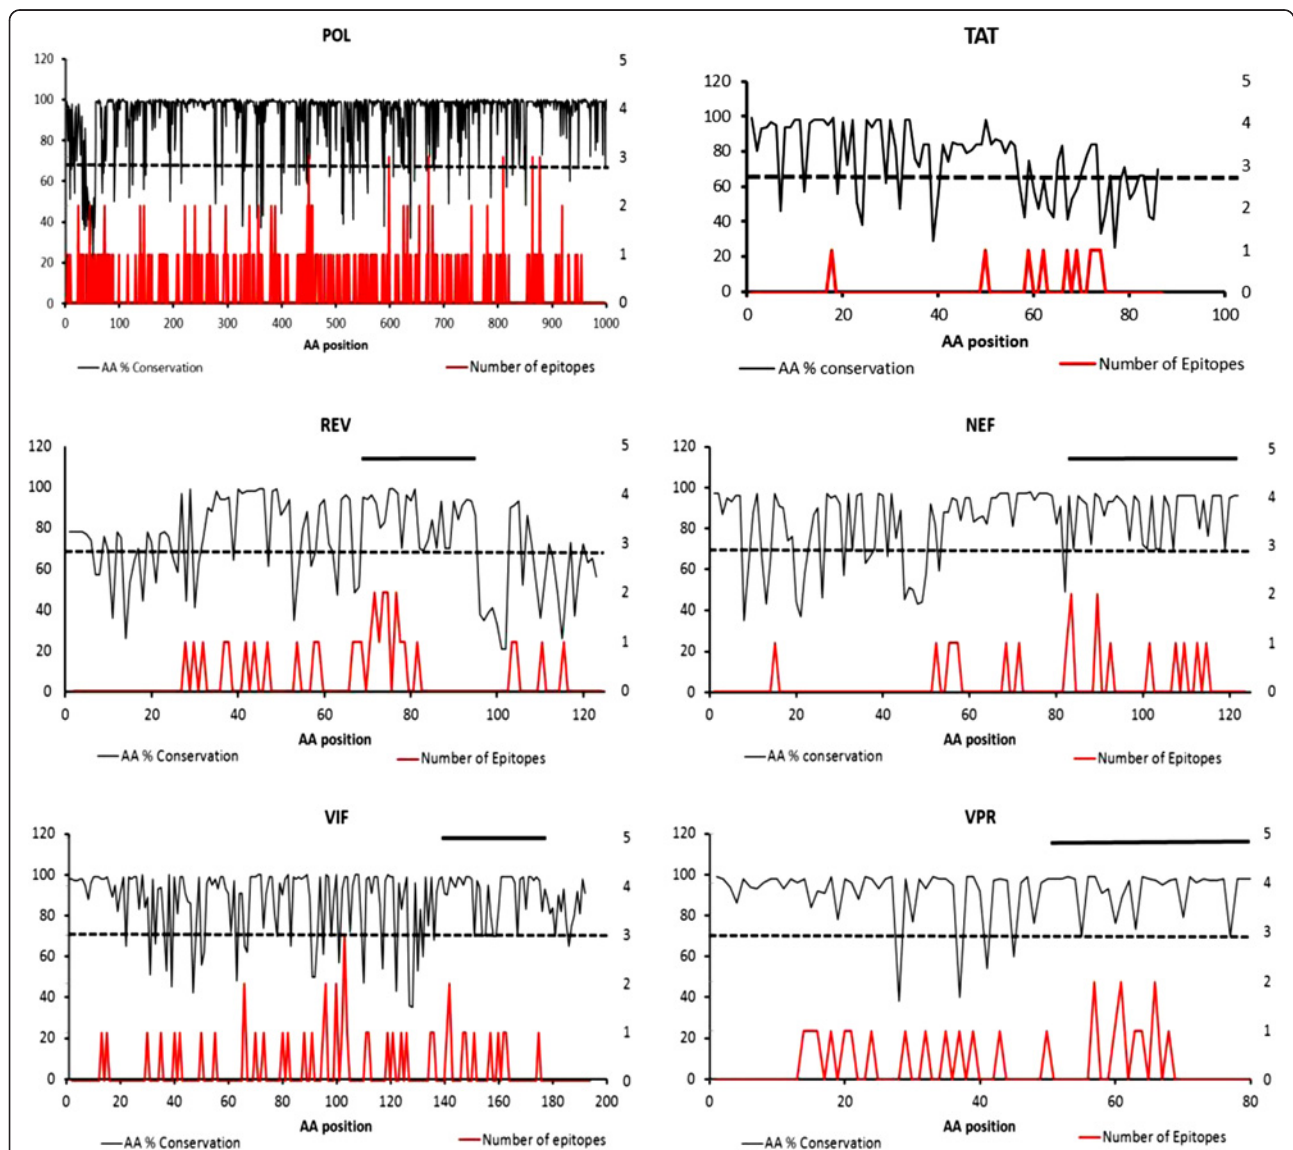 POL
120
100
80
60
40
20
0
5
4
3
2
1
0
0 100 200 300 400 500 600 700 800 900 1000
AA position
AA % Conservation
Number of epitopes
TAT
120
100
80
60
40
20
0
5
4
3
2
1
0
0 20 40 60 80 100
AA position
AA % conservation
Number of Epitopes
REV
120
100
80
60
40
20
0
5
4
3
2
1
0
0 20 40 60 80 100 120
AA position
AA % Conservation
Number of Epitopes
NEF
120
100
80
60
40
20
0
5
4
3
2
1
0
0 20 40 60 80 100 120
AA position
AA % conservation
Number of Epitopes
VIF
120
100
80
60
40
20
0
5
4
3
2
1
0
0 20 40 60 80 100 120 140 160 180 200
AA position
AA % Conservation
Number of epitopes
VPR
120
100
80
60
40
20
0
5
4
3
2
1
0
0 20 40 60 80
AA position
AA % Conservation
Number of Epitopes